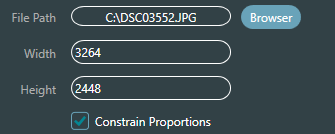 File Path C:\DSC03552.JPG Browser
Width 3264
Height 2448
Constrain Proportions